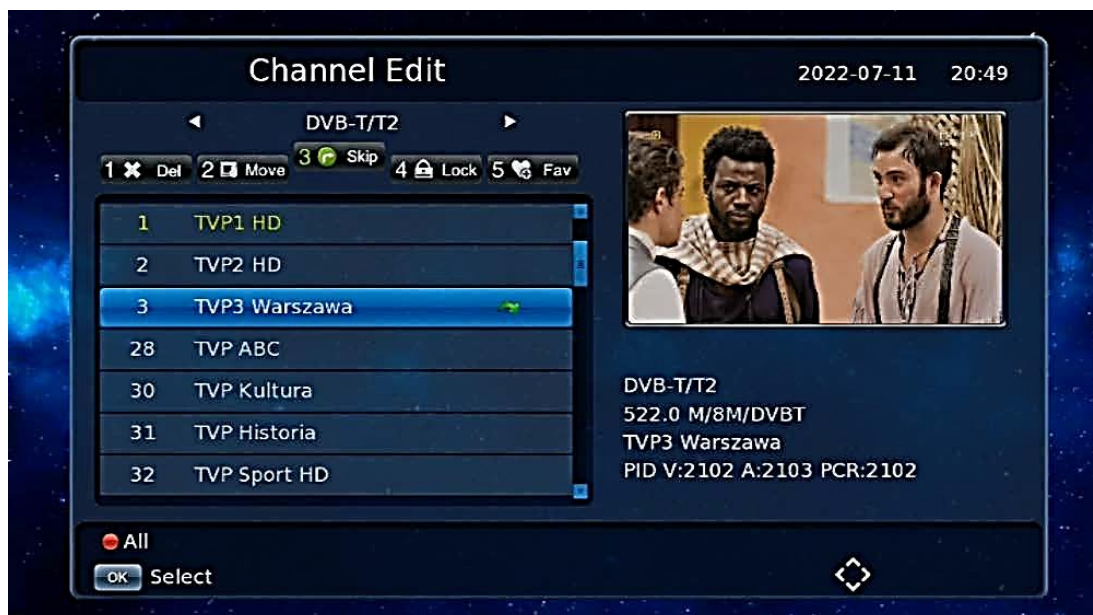 Channel Edit
2022-07-11 20:49
DVB-T/T2
1 Del 2 Move 3 Skip 4 Lock 5 Fav
1 TVP1 HD
2 TVP2 HD
3 TVP3 Warszawa
28 TVP ABC
30 TVP Kultura
31 TVP Historia
32 TVP Sport HD
DVB-T/T2
522.0 M/8M/DVBT
TVP3 Warszawa
PID V:2102 A:2103 PCR:2102
All
OK Select